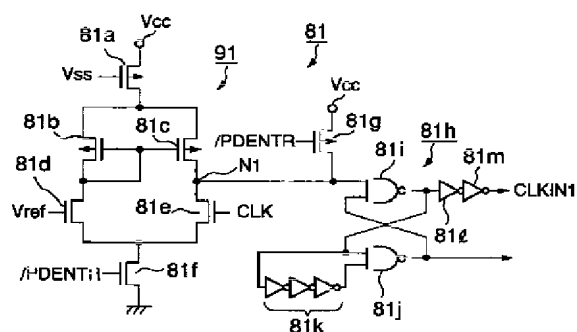 Vcc
81a
Vss
91
81
81b
81c
Vcc
/PDENTR
81g
81h
81d
N1
81i
81m
Vref
81e
CLK
CLKIN1
81ℓ
/PDENTR
81f
81k
81j